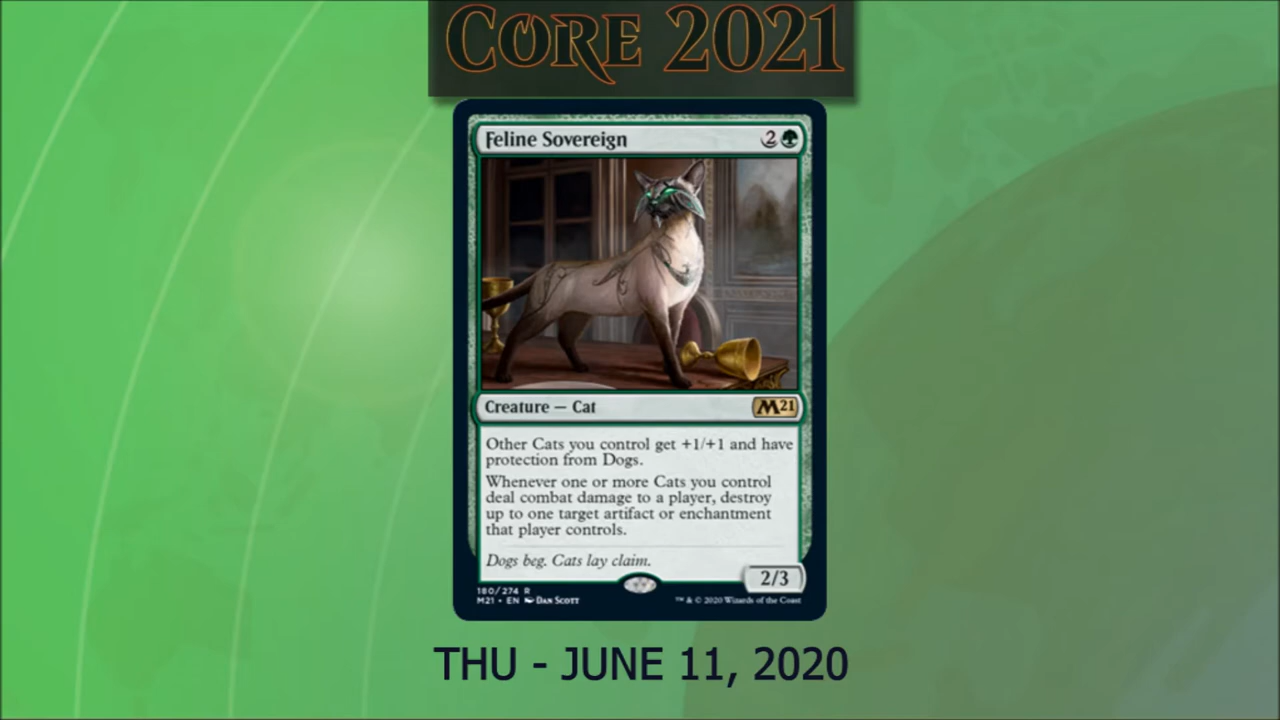 CORE 2021
Feline Sovereign 2
Creature — Cat M21
Other Cats you control get +1/+1 and have
protection from Dogs.
Whenever one or more Cats you control
deal combat damage to a player, destroy
up to one target artifact or enchantment
that player controls.
Dogs beg. Cats lay claim.
2/3
180/274 R
M21 • EN DAN SCOTT ™ & © 2020 Wizards of the Coast
THU - JUNE 11, 2020